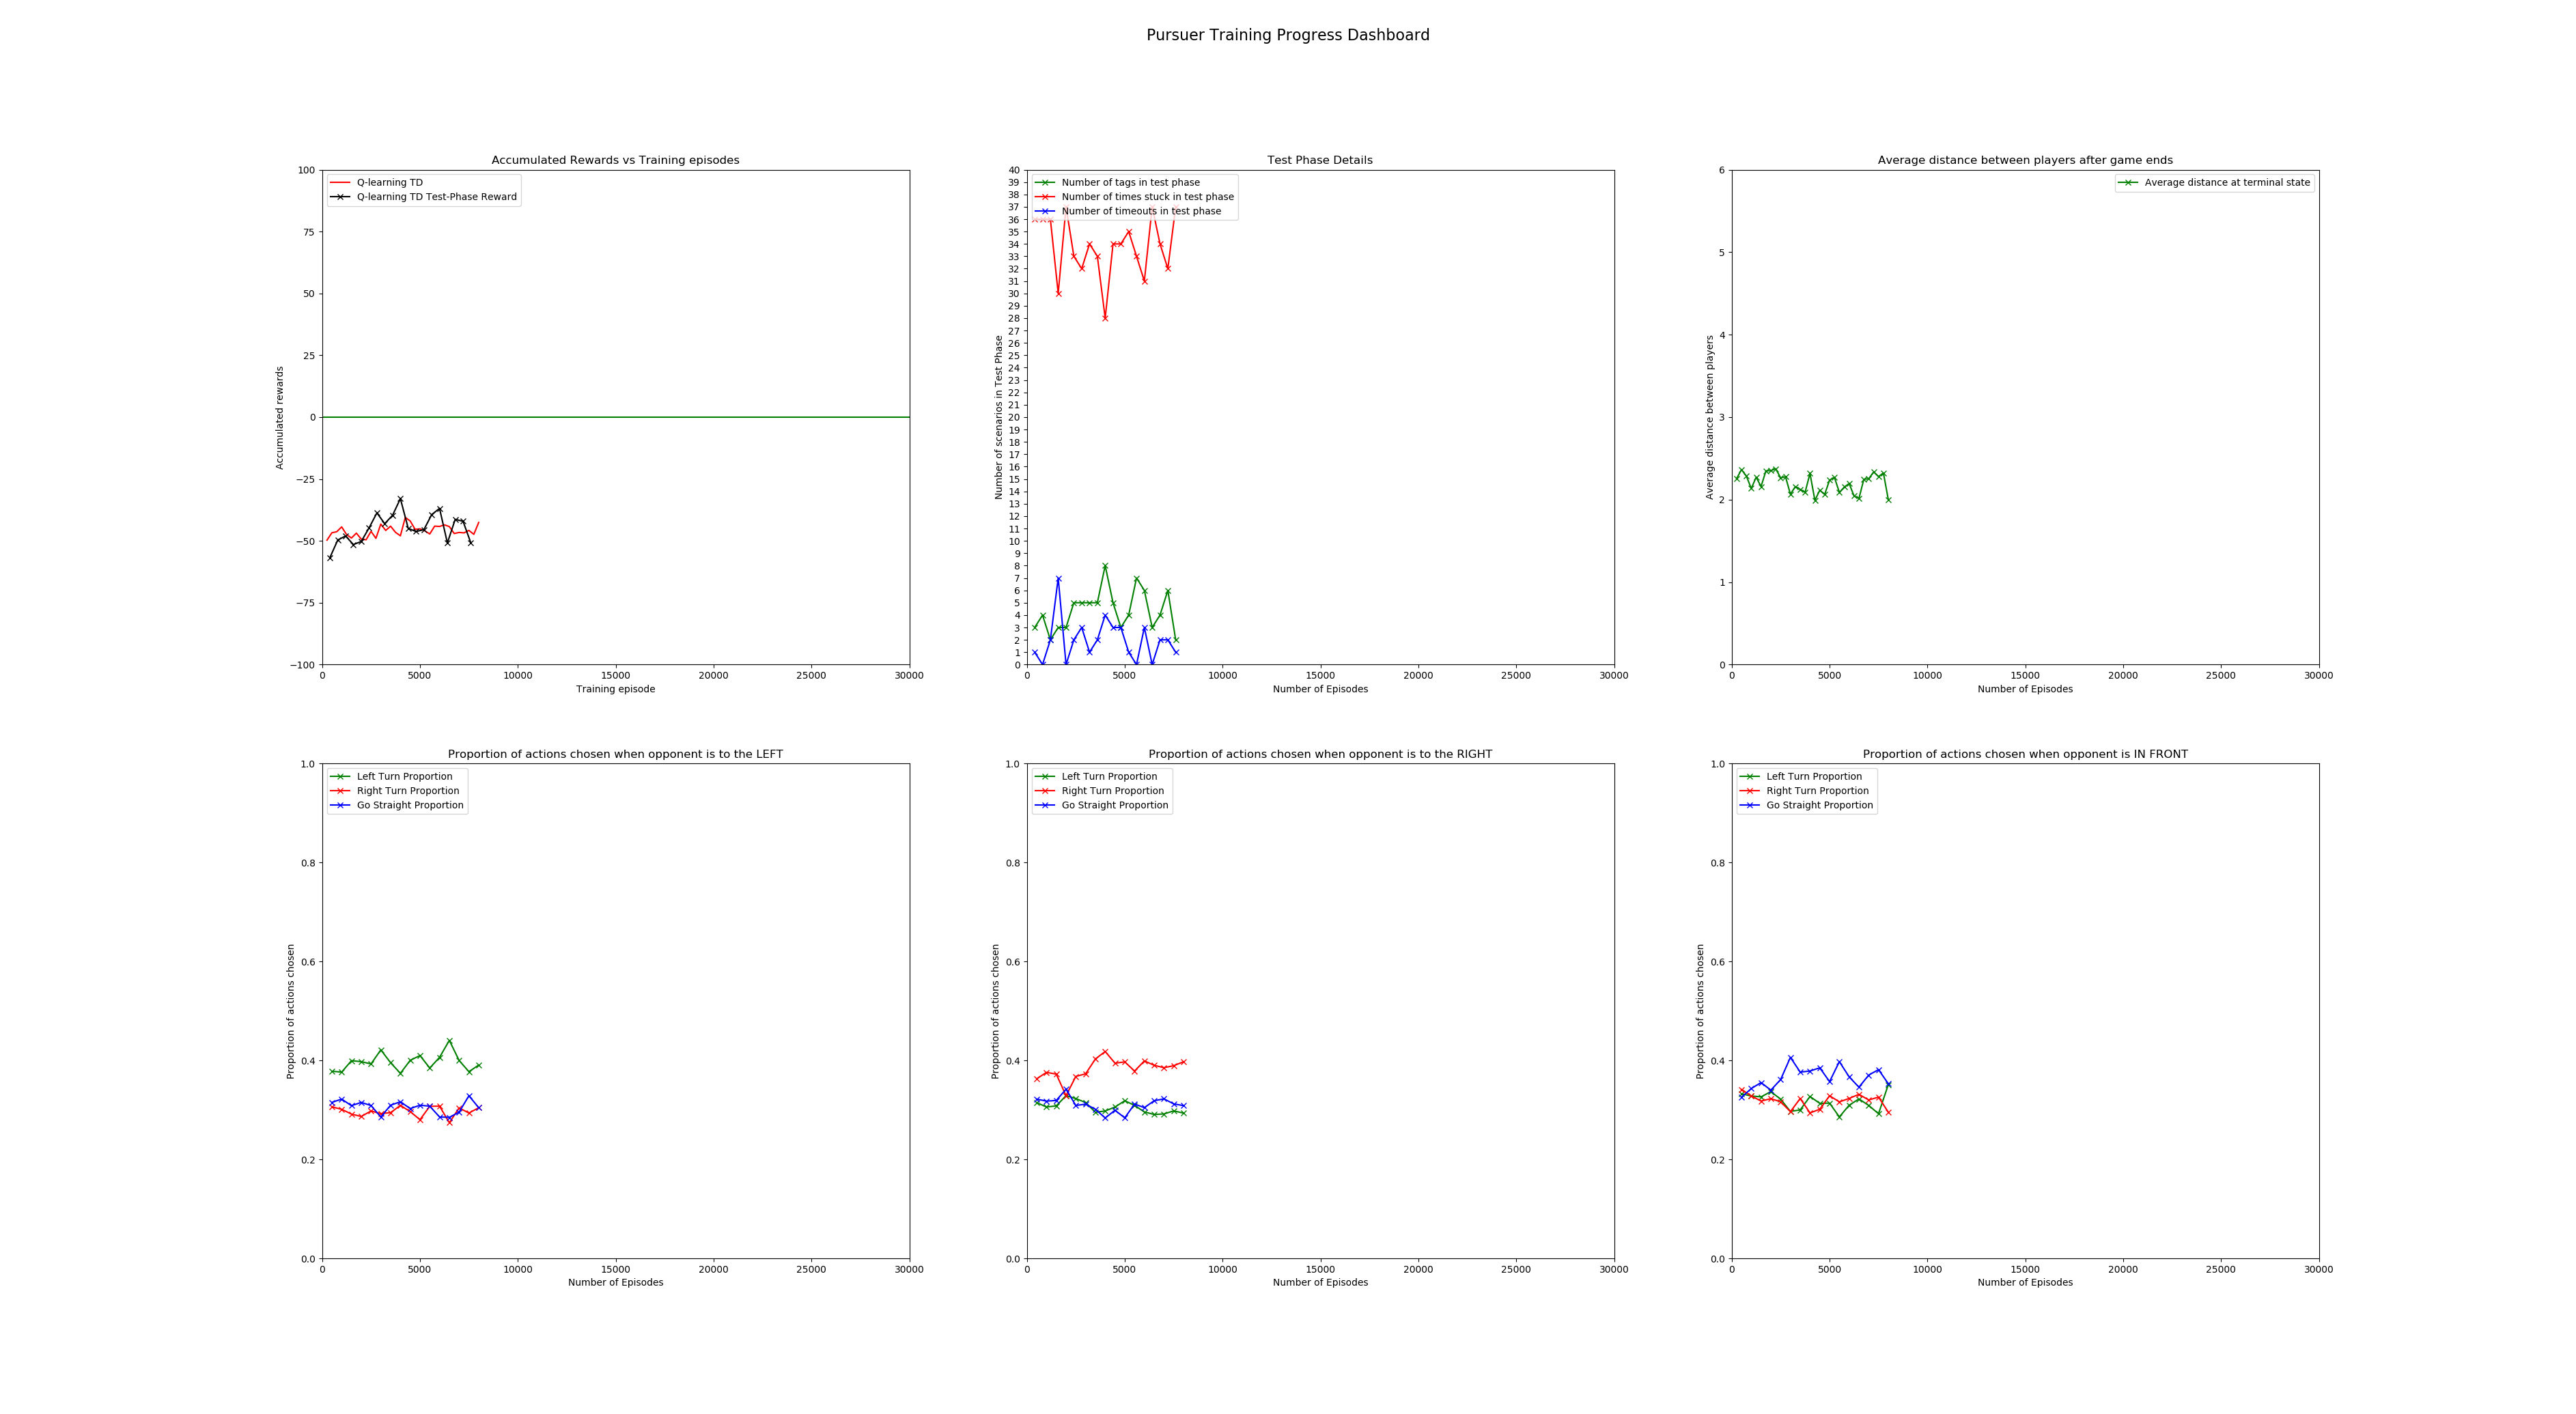 Pursuer Training Progress Dashboard
Accumulated Rewards vs Training episodes
Q-learning TD
Q-learning TD Test-Phase Reward
100
75
50
25
0
−25
−50
−75
−100
Accumulated rewards
0 5000 10000 15000 20000 25000 30000
Training episode
Test Phase Details
Number of tags in test phase
Number of times stuck in test phase
Number of timeouts in test phase
40
39
38
37
36
35
34
33
32
31
30
29
28
27
26
25
24
23
22
21
20
19
18
17
16
15
14
13
12
11
10
9
8
7
6
5
4
3
2
1
0
Number of scenarios in Test Phase
0 5000 10000 15000 20000 25000 30000
Number of Episodes
Average distance between players after game ends
Average distance at terminal state
6
5
4
3
2
1
0
Average distance between players
0 5000 10000 15000 20000 25000 30000
Number of Episodes
Proportion of actions chosen when opponent is to the LEFT
Left Turn Proportion
Right Turn Proportion
Go Straight Proportion
1.0
0.8
0.6
0.4
0.2
0.0
Proportion of actions chosen
0 5000 10000 15000 20000 25000 30000
Number of Episodes
Proportion of actions chosen when opponent is to the RIGHT
Left Turn Proportion
Right Turn Proportion
Go Straight Proportion
1.0
0.8
0.6
0.4
0.2
0.0
Proportion of actions chosen
0 5000 10000 15000 20000 25000 30000
Number of Episodes
Proportion of actions chosen when opponent is IN FRONT
Left Turn Proportion
Right Turn Proportion
Go Straight Proportion
1.0
0.8
0.6
0.4
0.2
0.0
Proportion of actions chosen
0 5000 10000 15000 20000 25000 30000
Number of Episodes